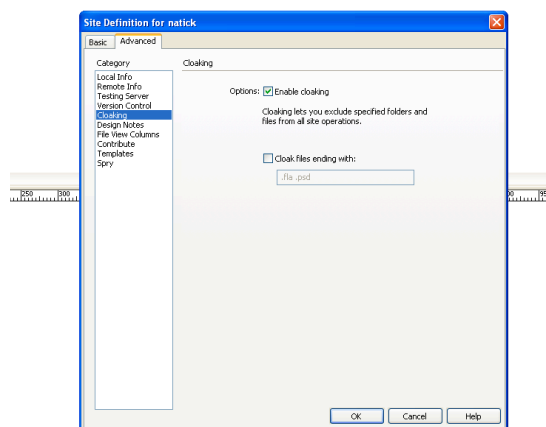 Site Definition for natick
Basic Advanced
Category Cloaking
Local Info
Remote Info
Testing Server
Version Control
Cloaking
Design Notes
File View Columns
Contribute
Templates
Spry
Options: Enable cloaking
Cloaking lets you exclude specified folders and
files from all site operations.
Cloak files ending with:
.fla .psd
250 300
OK Cancel Help